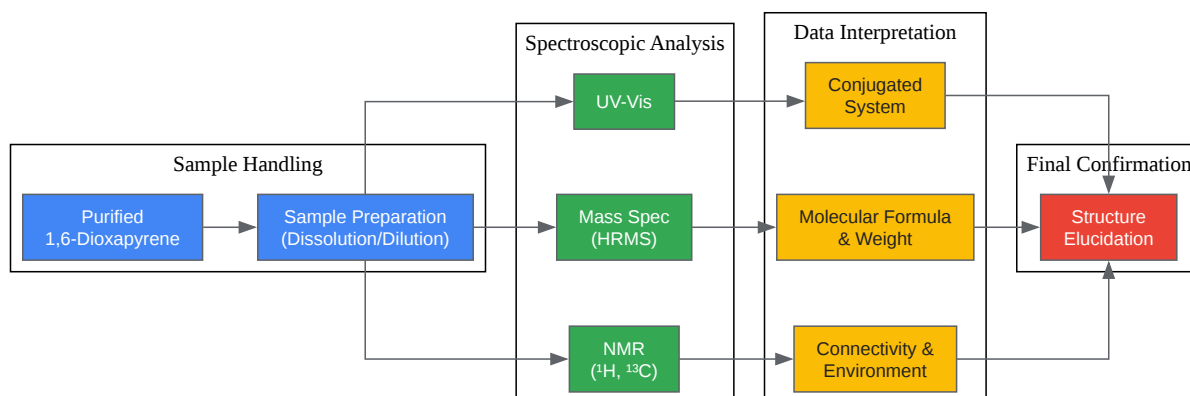 Spectroscopic Analysis
Data Interpretation
UV-Vis
Conjugated
System
Sample Handling
Final Confirmation
Purified
1,6-Dioxapyrene
Sample Preparation
(Dissolution/Dilution)
Mass Spec
(HRMS)
Molecular Formula
& Weight
Structure
Elucidation
NMR
(¹H, ¹³C)
Connectivity &
Environment